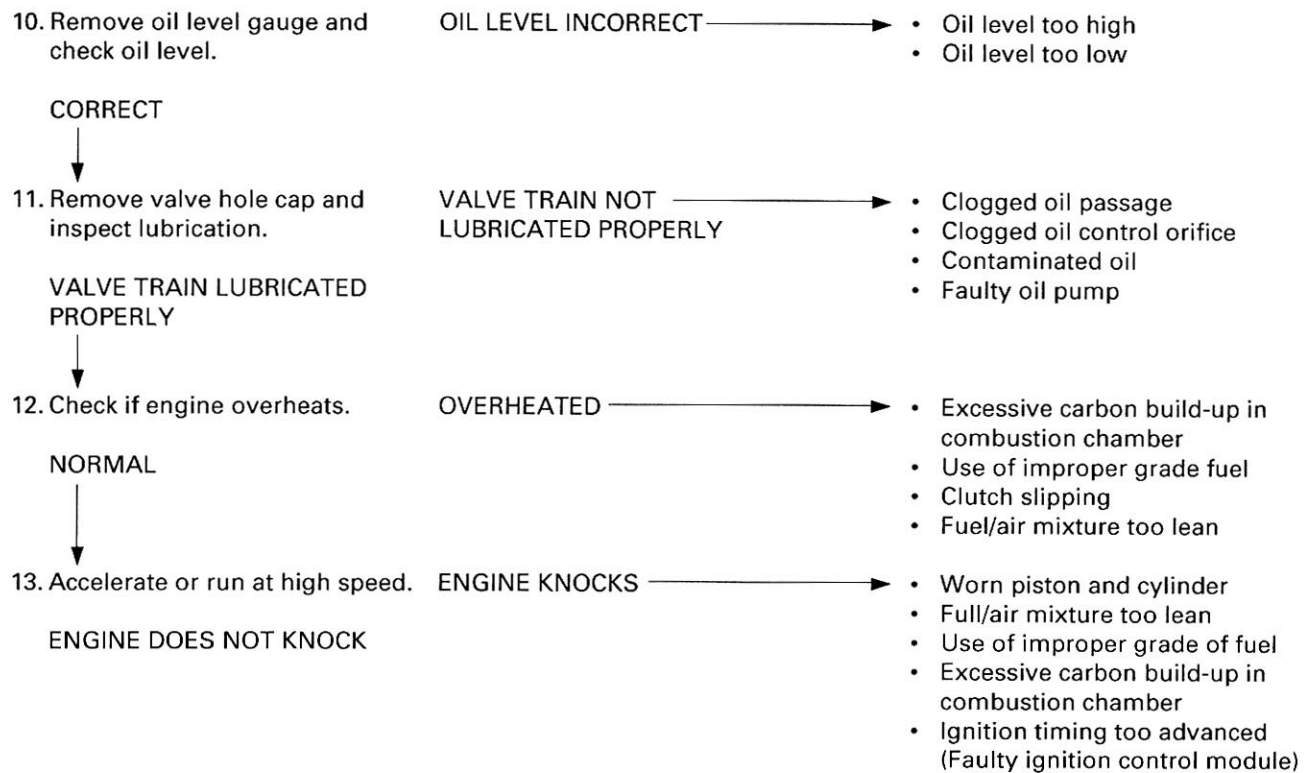 10. Remove oil level gauge and
check oil level.
OIL LEVEL INCORRECT
• Oil level too high
• Oil level too low
CORRECT
11. Remove valve hole cap and
inspect lubrication.
VALVE TRAIN NOT
LUBRICATED PROPERLY
• Clogged oil passage
• Clogged oil control orifice
• Contaminated oil
• Faulty oil pump
VALVE TRAIN LUBRICATED
PROPERLY
12. Check if engine overheats.
OVERHEATED
• Excessive carbon build-up in
combustion chamber
• Use of improper grade fuel
• Clutch slipping
• Fuel/air mixture too lean
NORMAL
13. Accelerate or run at high speed.
ENGINE KNOCKS
• Worn piston and cylinder
• Full/air mixture too lean
• Use of improper grade of fuel
• Excessive carbon build-up in
combustion chamber
• Ignition timing too advanced
(Faulty ignition control module)
ENGINE DOES NOT KNOCK